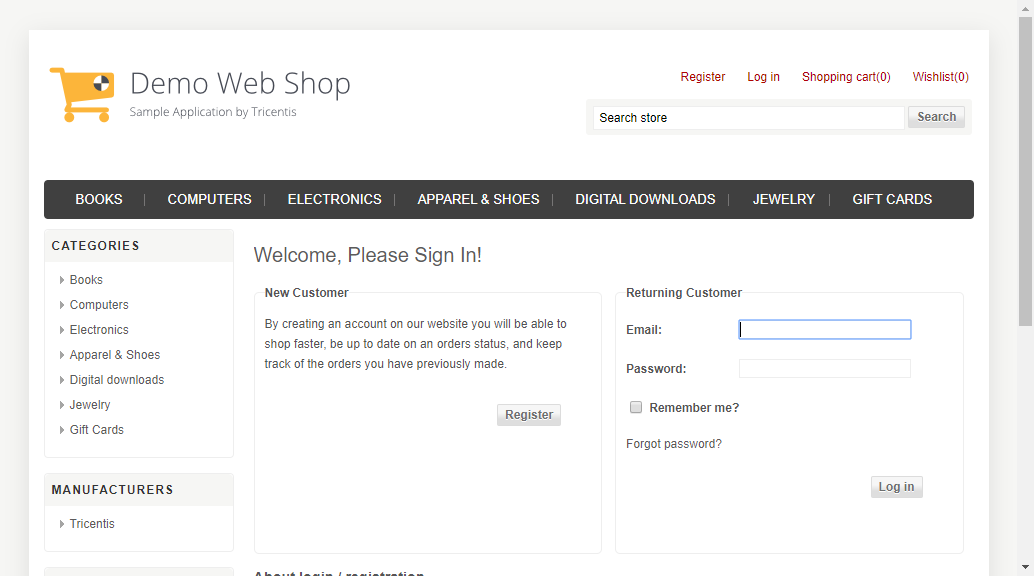 Demo Web Shop
Sample Application by Tricentis
Register Log in Shopping cart(0) Wishlist(0)
Search store Search
BOOKS COMPUTERS ELECTRONICS APPAREL & SHOES DIGITAL DOWNLOADS JEWELRY GIFT CARDS
CATEGORIES
Books
Computers
Electronics
Apparel & Shoes
Digital downloads
Jewelry
Gift Cards
MANUFACTURERS
Tricentis
Welcome, Please Sign In!
New Customer
By creating an account on our website you will be able to
shop faster, be up to date on an orders status, and keep
track of the orders you have previously made.
Register
Returning Customer
Email:
Password:
Remember me?
Forgot password?
Log in
About login / registration